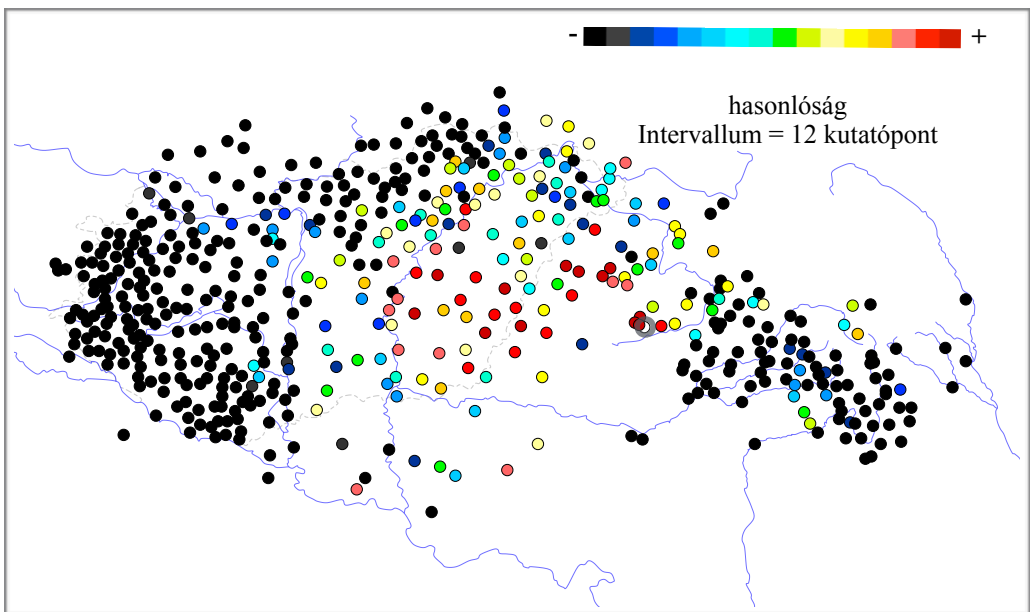 - +
hasonlóság
Intervallum = 12 kutatópont